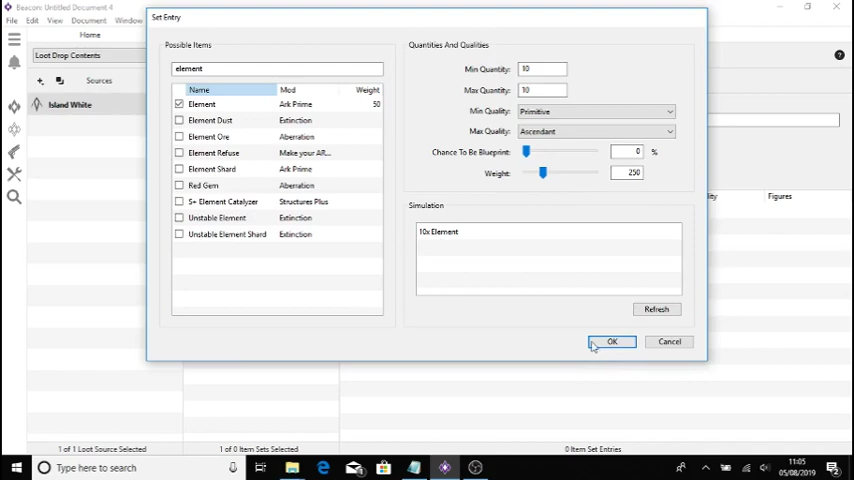 Beacon: Untitled Document 4
File Edit View Document Window
Home
Loot Drop Contents
Sources
Island White
Set Entry
Possible Items
element
Name Mod Weight
Element Ark Prime 50
Element Dust Extinction
Element Ore Aberration
Element Refuse Make your AR...
Element Shard Ark Prime
Red Gem Aberration
S+ Element Catalyzer Structures Plus
Unstable Element Extinction
Unstable Element Shard Extinction
Quantities And Qualities
Min Quantity: 10
Max Quantity: 10
Min Quality: Primitive
Max Quality: Ascendant
Chance To Be Blueprint: 0 %
Weight: 250
Simulation
10x Element
Refresh
OK Cancel
Figures
1 of 1 Loot Source Selected
1 of 0 Item Sets Selected
0 Item Set Entries
Type here to search
11:05
05/08/2019
2